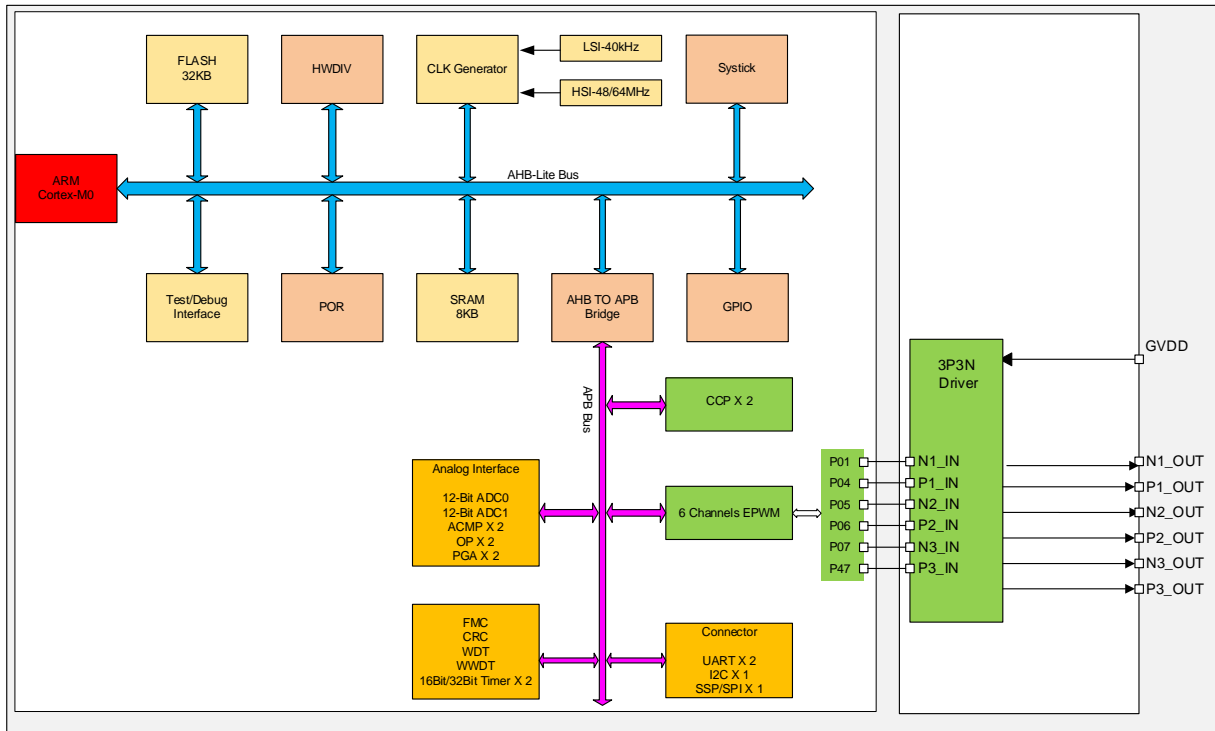 FLASH
32KB
HWDIV
CLK Generator
LSI-40kHz
HSI-48/64MHz
Systick
ARM
Cortex-M0
AHB-Lite Bus
Test/Debug
Interface
POR
SRAM
8KB
AHB TO APB
Bridge
GPIO
APB Bus
CCP X 2
Analog Interface
12-Bit ADC0
12-Bit ADC1
ACMP X 2
OP X 2
PGA X 2
6 Channels EPWM
FMC
CRC
WDT
WWDT
16Bit/32Bit Timer X 2
Connector
UART X 2
I2C X 1
SSP/SPI X 1
P01
P04
P05
P06
P07
P47
3P3N
Driver
N1_IN
P1_IN
N2_IN
P2_IN
N3_IN
P3_IN
GVDD
N1_OUT
P1_OUT
N2_OUT
P2_OUT
N3_OUT
P3_OUT